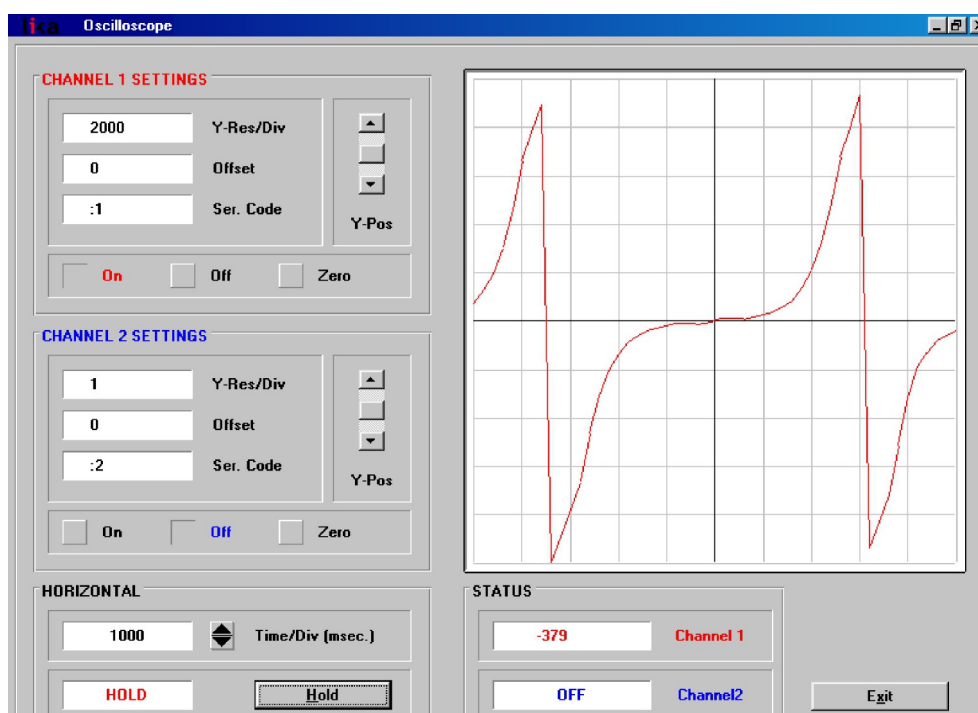 lika Oscilloscope
CHANNEL 1 SETTINGS
2000 Y-Res/Div
0 Offset
:1 Ser. Code
Y-Pos
On Off Zero
CHANNEL 2 SETTINGS
1 Y-Res/Div
0 Offset
:2 Ser. Code
Y-Pos
On Off Zero
HORIZONTAL
1000 Time/Div (msec.)
HOLD Hold
STATUS
-379 Channel 1
OFF Channel2
Exit